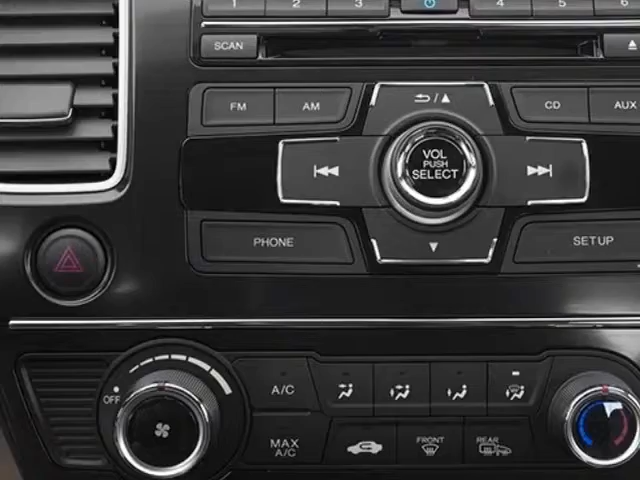 1 2 3 4 5 6
SCAN
FM AM CD AUX
VOL
PUSH
SELECT
PHONE SETUP
OFF A/C
MAX
A/C
FRONT REAR